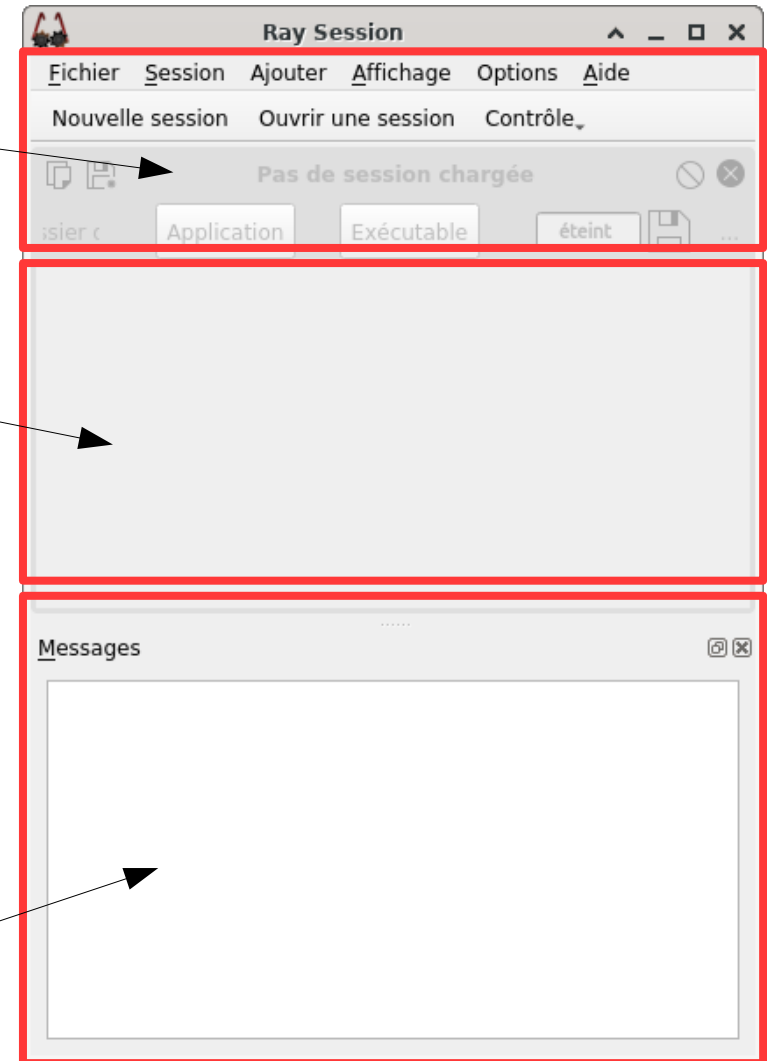 Ray Session
Fichier Session Ajouter Affichage Options Aide
Nouvelle session Ouvrir une session Contrôle
Pas de session chargée
Application Exécutable éteint ...
Messages